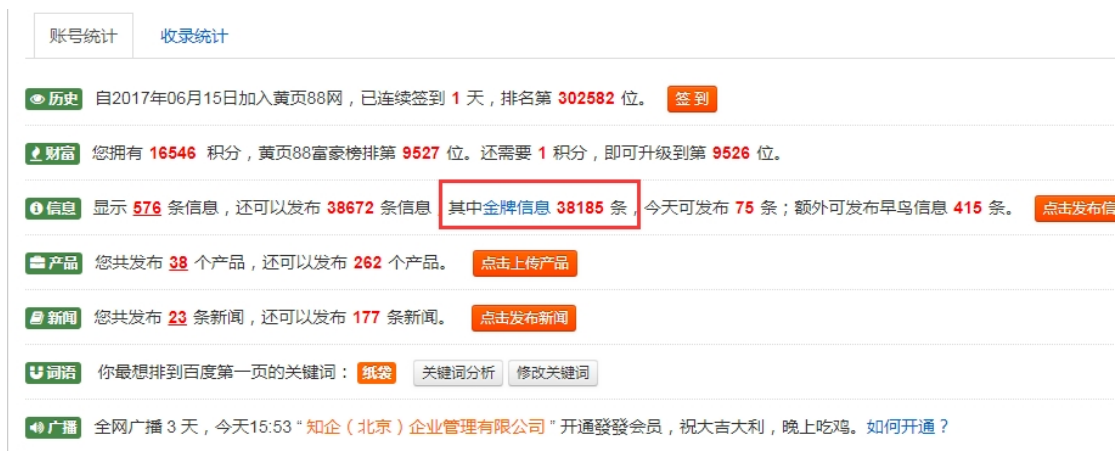 账号统计 收录统计
历史 自2017年06月15日加入黄页88网，已连续签到 1 天，排名第 302582 位。 签到
财富 您拥有 16546 积分，黄页88富豪榜排第 9527 位。还需要 1 积分，即可升级到第 9526 位。
信息 显示 576 条信息，还可以发布 38672 条信息，其中金牌信息 38185 条，今天可发布 75 条；额外可发布早鸟信息 415 条。 点击发布信
产品 您共发布 38 个产品，还可以发布 262 个产品。 点击上传产品
新闻 您共发布 23 条新闻，还可以发布 177 条新闻。 点击发布新闻
词语 你最想排到百度第一页的关键词： 纸袋 关键词分析 修改关键词
广播 全网广播 3 天，今天15:53 “ 知企（北京）企业管理有限公司 ” 开通發發会员，祝大吉大利，晚上吃鸡。如何开通？